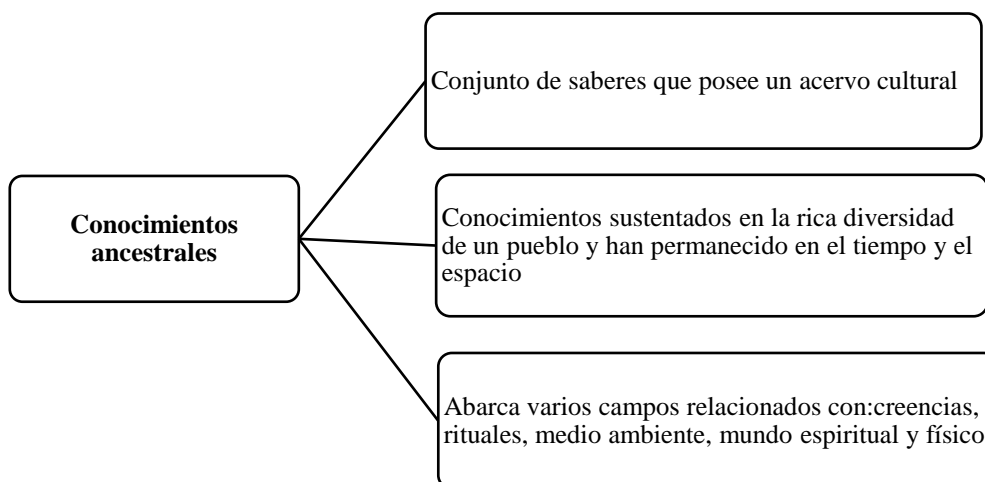 Conocimientos
ancestrales
Conjunto de saberes que posee un acervo cultural
Conocimientos sustentados en la rica diversidad
de un pueblo y han permanecido en el tiempo y el
espacio
Abarca varios campos relacionados con:creencias,
rituales, medio ambiente, mundo espiritual y físico